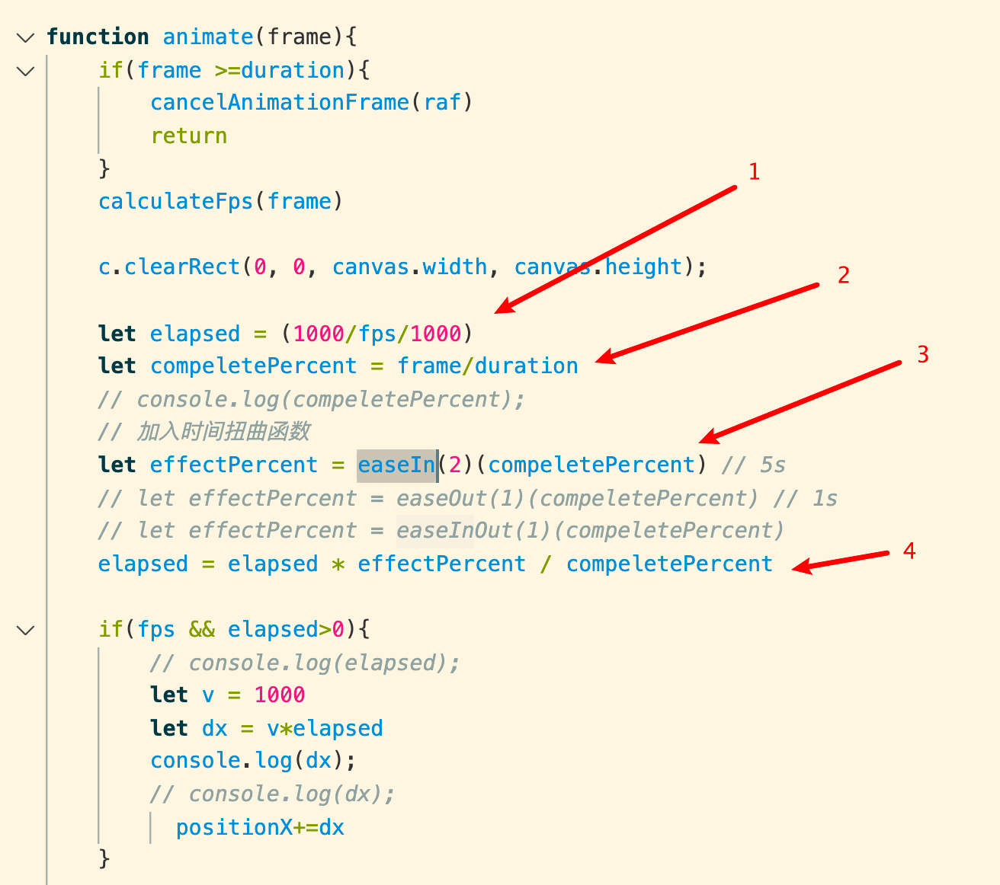 function animate(frame){
if(frame >=duration){
cancelAnimationFrame(raf)
return
}
1
calculateFps(frame)
c.clearRect(0, 0, canvas.width, canvas.height);
2
let elapsed = (1000/fps/1000)
3
let compeletePercent = frame/duration
// console.log(compeletePercent);
// 加入时间扭曲函数
let effectPercent = easeIn(2)(compeletePercent) // 5s
// let effectPercent = easeOut(1)(compeletePercent) // 1s
// let effectPercent = easeInOut(1)(compeletePercent)
4
elapsed = elapsed * effectPercent / compeletePercent
if(fps && elapsed>0){
// console.log(elapsed);
let v = 1000
let dx = v*elapsed
console.log(dx);
// console.log(dx);
positionX+=dx
}